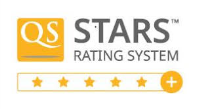 QS STARS™
RATING SYSTEM
+